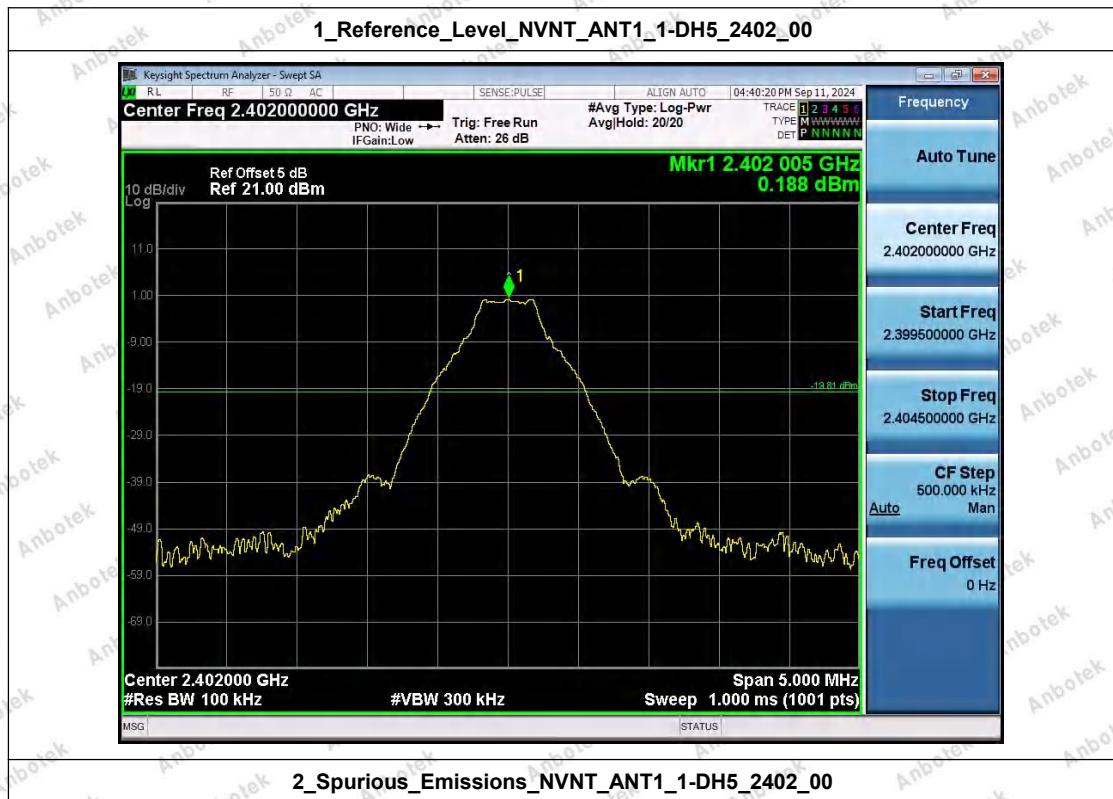 1_Reference_Level_NVNT_ANT1_1-DH5_2402_00
Keysight Spectrum Analyzer - Swept SA
RL RF 50 Ω AC SENSE:PULSE ALIGN AUTO 04:40:20 PM Sep 11, 2024
Center Freq 2.402000000 GHz
PNO: Wide
IFGain:Low
Trig: Free Run
Atten: 26 dB
#Avg Type: Log-Pwr
Avg|Hold: 20/20
TRACE 1 2 3 4 5 6
TYPE M WWWWW
DET P N N N N N
Frequency
Auto Tune
Center Freq
2.402000000 GHz
Start Freq
2.399500000 GHz
Stop Freq
2.404500000 GHz
CF Step
500.000 kHz
Auto Man
Freq Offset
0 Hz
Mkr1 2.402 005 GHz
0.188 dBm
Ref Offset 5 dB
10 dB/div Ref 21.00 dBm
Log
1
11.0
1.00
-9.00
-19.0
-19.81 dBm
-29.0
-39.0
-49.0
-59.0
-69.0
Center 2.402000 GHz Span 5.000 MHz
#Res BW 100 kHz #VBW 300 kHz Sweep 1.000 ms (1001 pts)
MSG STATUS
2_Spurious_Emissions_NVNT_ANT1_1-DH5_2402_00
Anbotek